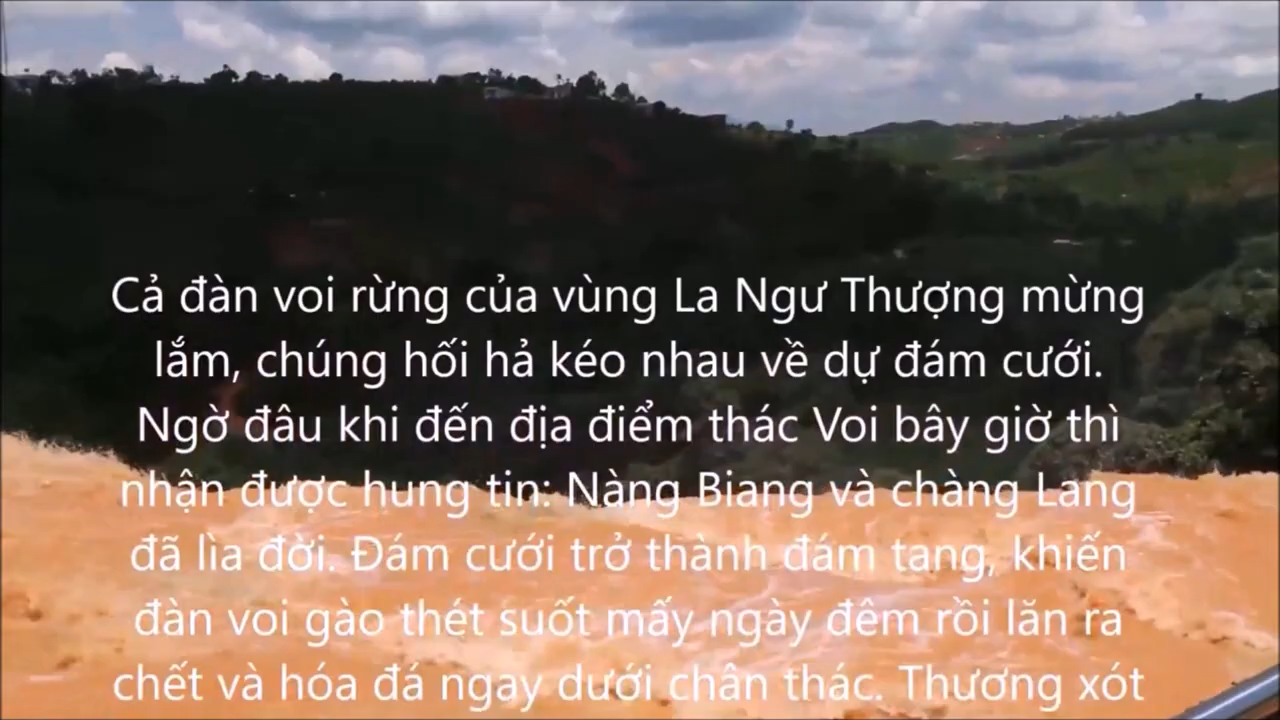 Cả đàn voi rừng của vùng La Ngư Thượng mừng
lắm, chúng hối hả kéo nhau về dự đám cưới.
Ngờ đâu khi đến địa điểm thác Voi bây giờ thì
nhận được hung tin: Nàng Biang và chàng Lang
đã lìa đời. Đám cưới trở thành đám tang, khiến
đàn voi gào thét suốt mấy ngày đêm rồi lăn ra
chết và hóa đá ngay dưới chân thác. Thương xót